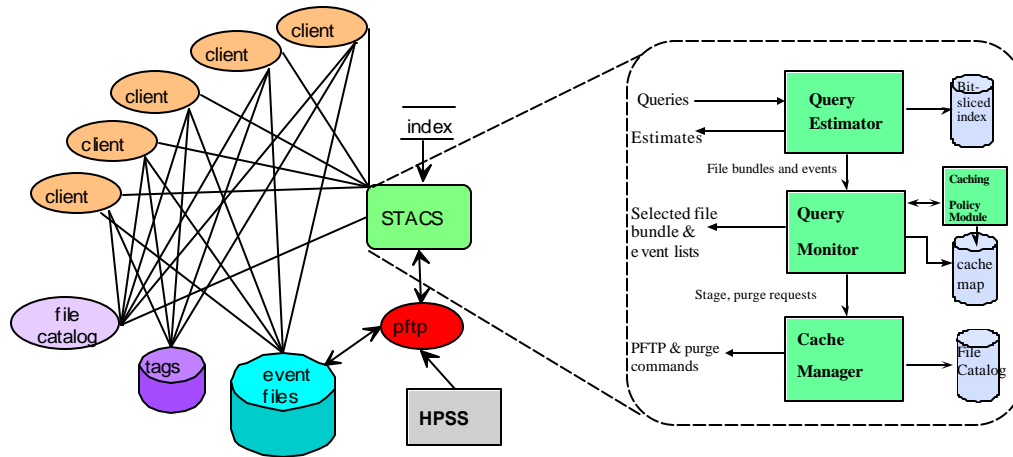 client
client
client
client
client
index
STACS
file
catalog
tags
event
files
pftp
HPSS
Queries
Estimates
Query
Estimator
Bit-
sliced
index
File bundles and events
Selected file
bundle &
event lists
Query
Monitor
Caching
Policy
Module
cache
map
Stage, purge requests
PFTP & purge
commands
Cache
Manager
File
Catalog